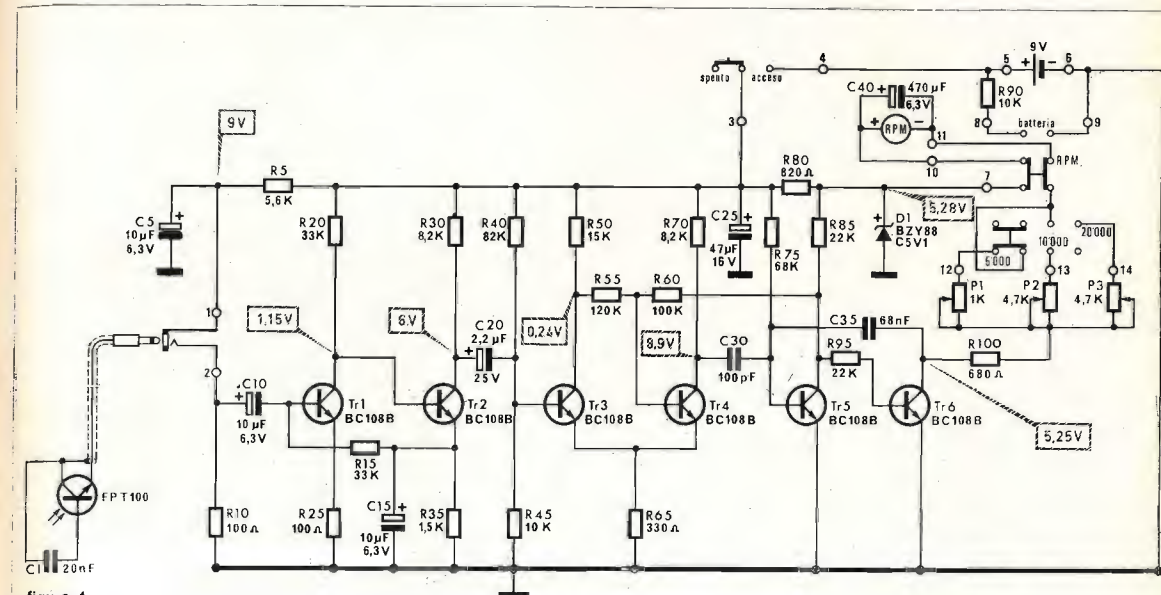 9V
R5
5,6K
C5
10µF
6,3V
R20
33K
R30
8,2K
R40
82K
R50
15K
R70
8,2K
R80
820Ω
C25
47µF
16V
R75
68K
R85
22K
D1
BZY88
C5V1
5,28V
spento
acceso
3
4
5
9V
+
-
6
R90
10K
8
batteria
9
C40
+
470µF
6,3V
+
RPM
-
11
10
7
RPM
5'000
10'000
20'000
12
13
14
P1
1K
P2
4,7K
P3
4,7K
1
2
1,15V
6V
C20
2,2µF
+
25V
0,24V
R55
120K
R60
100K
8,9V
C30
100pF
C35
68nF
R95
22K
R100
680Ω
5,25V
+
C10
10µF
6,3V
Tr1
BC108B
Tr2
BC108B
Tr3
BC108B
Tr4
BC108B
Tr5
BC108B
Tr6
BC108B
R15
33K
FPT100
C1
20nF
R10
100Ω
R25
100Ω
C15
+
10µF
6,3V
R35
1,5K
R45
10K
R65
330Ω